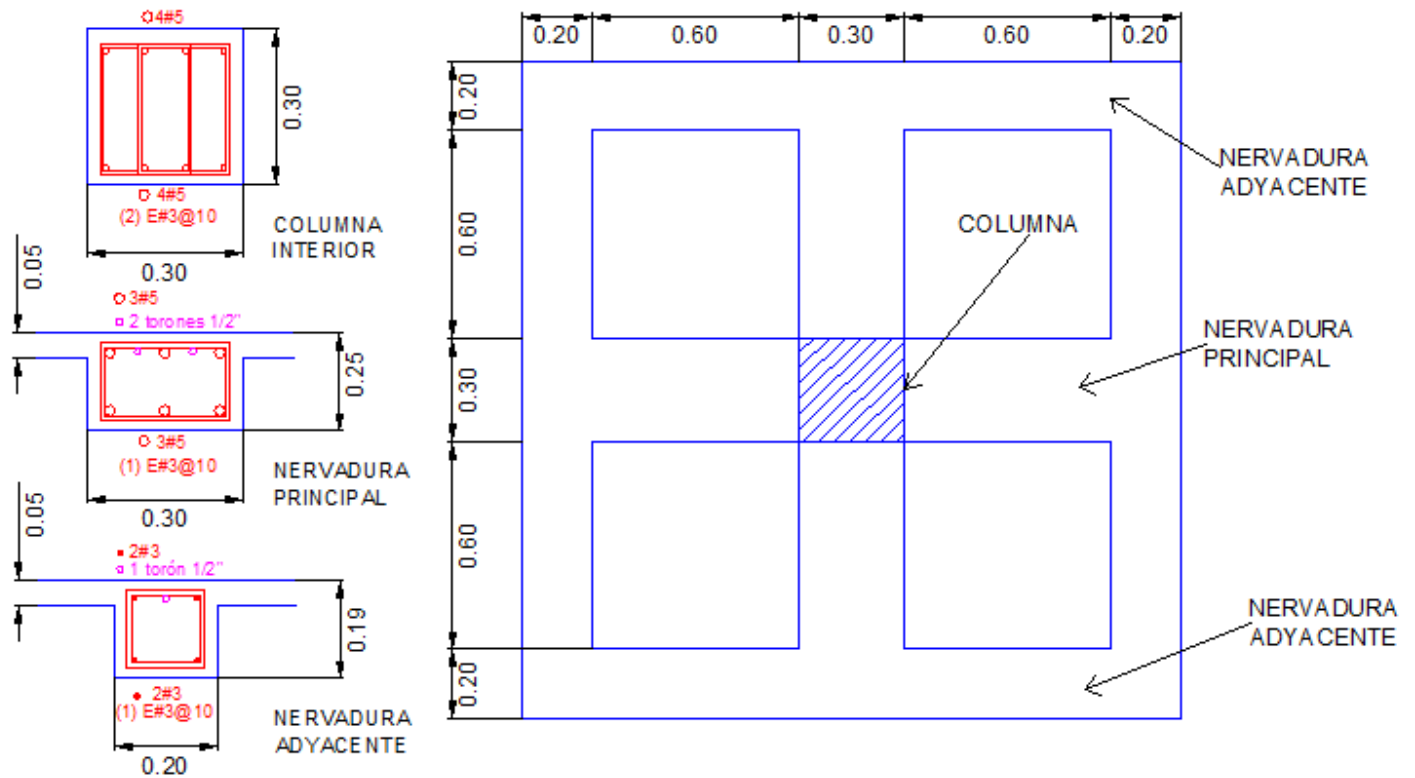 4#5
0.30
4#5
(2) E#3@10
COLUMNA
INTERIOR
0.30
0.05
3#5
2 torones 1/2"
0.25
3#5
(1) E#3@10
NERVADURA
PRINCIPAL
0.30
0.05
2#3
1 torón 1/2"
0.19
2#3
(1) E#3@10
NERVADURA
ADYACENTE
0.20
0.20
0.60
0.30
0.60
0.20
0.20
0.60
0.30
0.60
0.20
NERVADURA
ADYACENTE
COLUMNA
NERVADURA
PRINCIPAL
NERVADURA
ADYACENTE